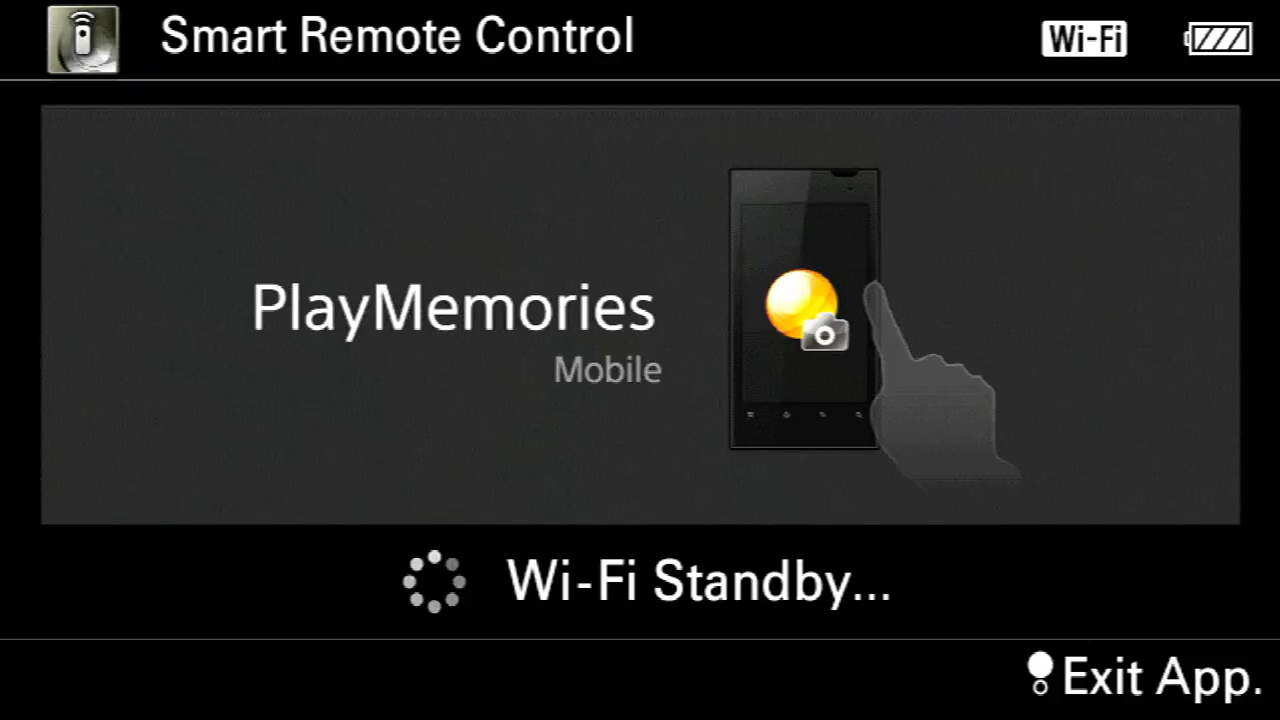 Smart Remote Control
Wi-Fi
PlayMemories
Mobile
Wi-Fi Standby...
Exit App.